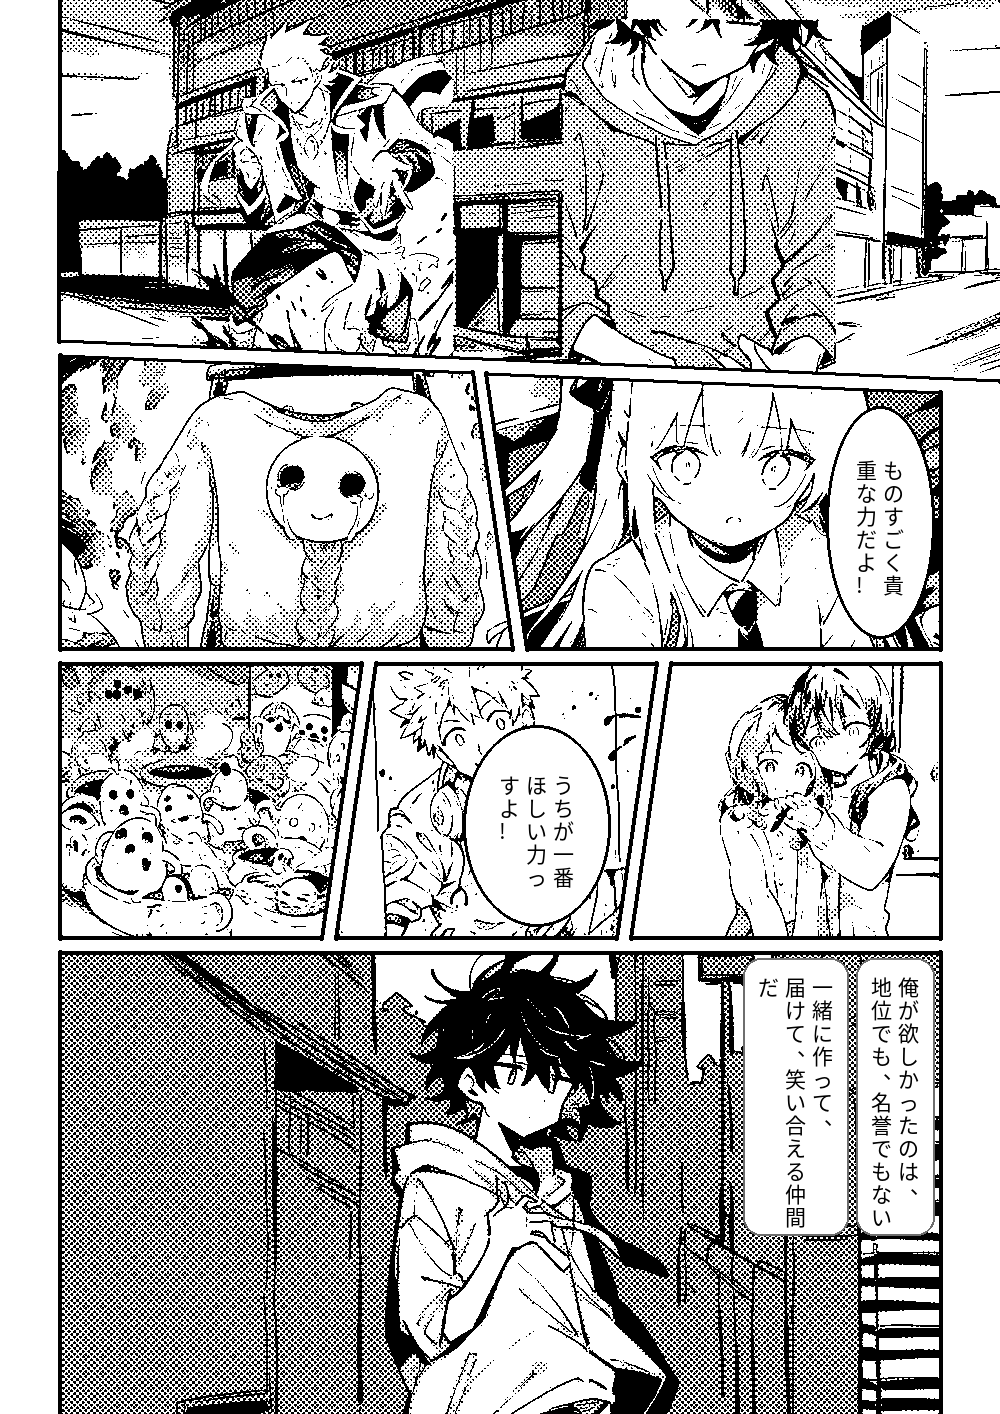 ものすごく貴
重な力だよ！
うちが一番
ほしい力っ
すよ！
俺が欲しかったのは、
地位でも、名誉でもない
一緒に作って、
届けて、笑い合える仲間
だ